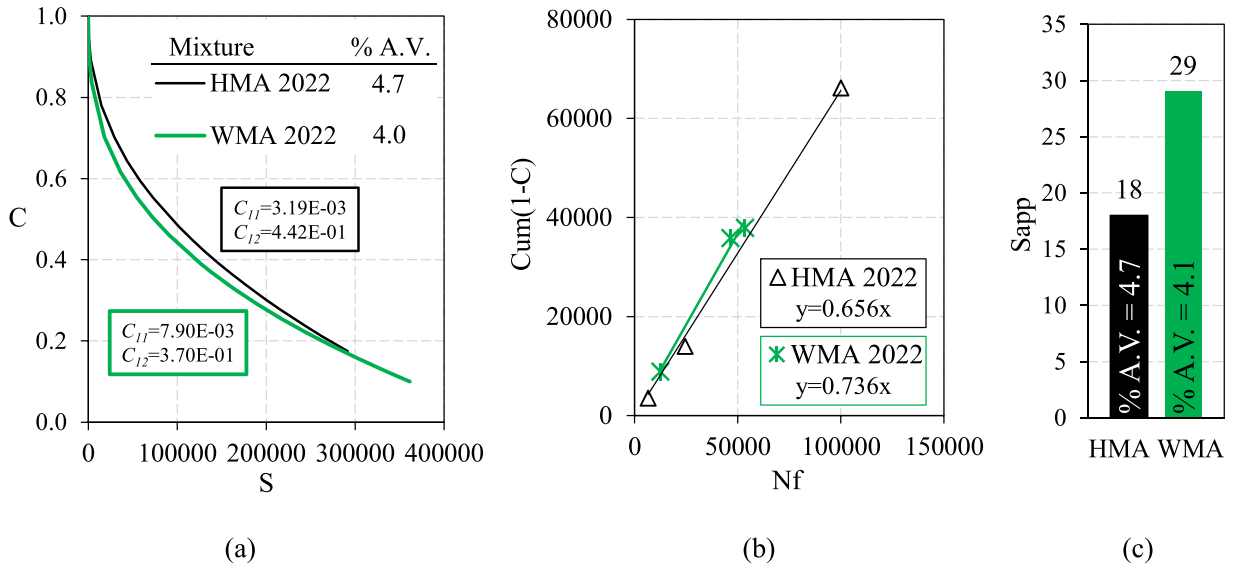 1.0
0.8
0.6
0.4
0.2
0.0
C
0
100000
200000
300000
400000
S
Mixture % A.V.
HMA 2022 4.7
WMA 2022 4.0
C11=3.19E-03
C12=4.42E-01
C11=7.90E-03
C12=3.70E-01
(a)
80000
60000
40000
20000
0
Cum(1-C)
0
50000
100000
150000
Nf
HMA 2022
y=0.656x
WMA 2022
y=0.736x
(b)
35
30
25
20
15
10
5
0
Sapp
18
29
% A.V. = 4.7
% A.V. = 4.1
HMA WMA
(c)